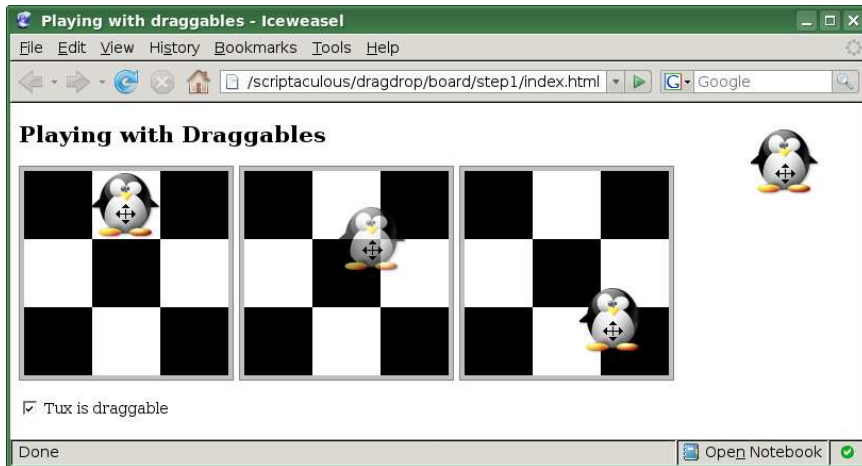 Playing with draggables - Iceweasel
File Edit View History Bookmarks Tools Help
/scriptaculous/dragdrop/board/step1/index.html G Google
Playing with Draggables
Tux is draggable
Done Open Notebook